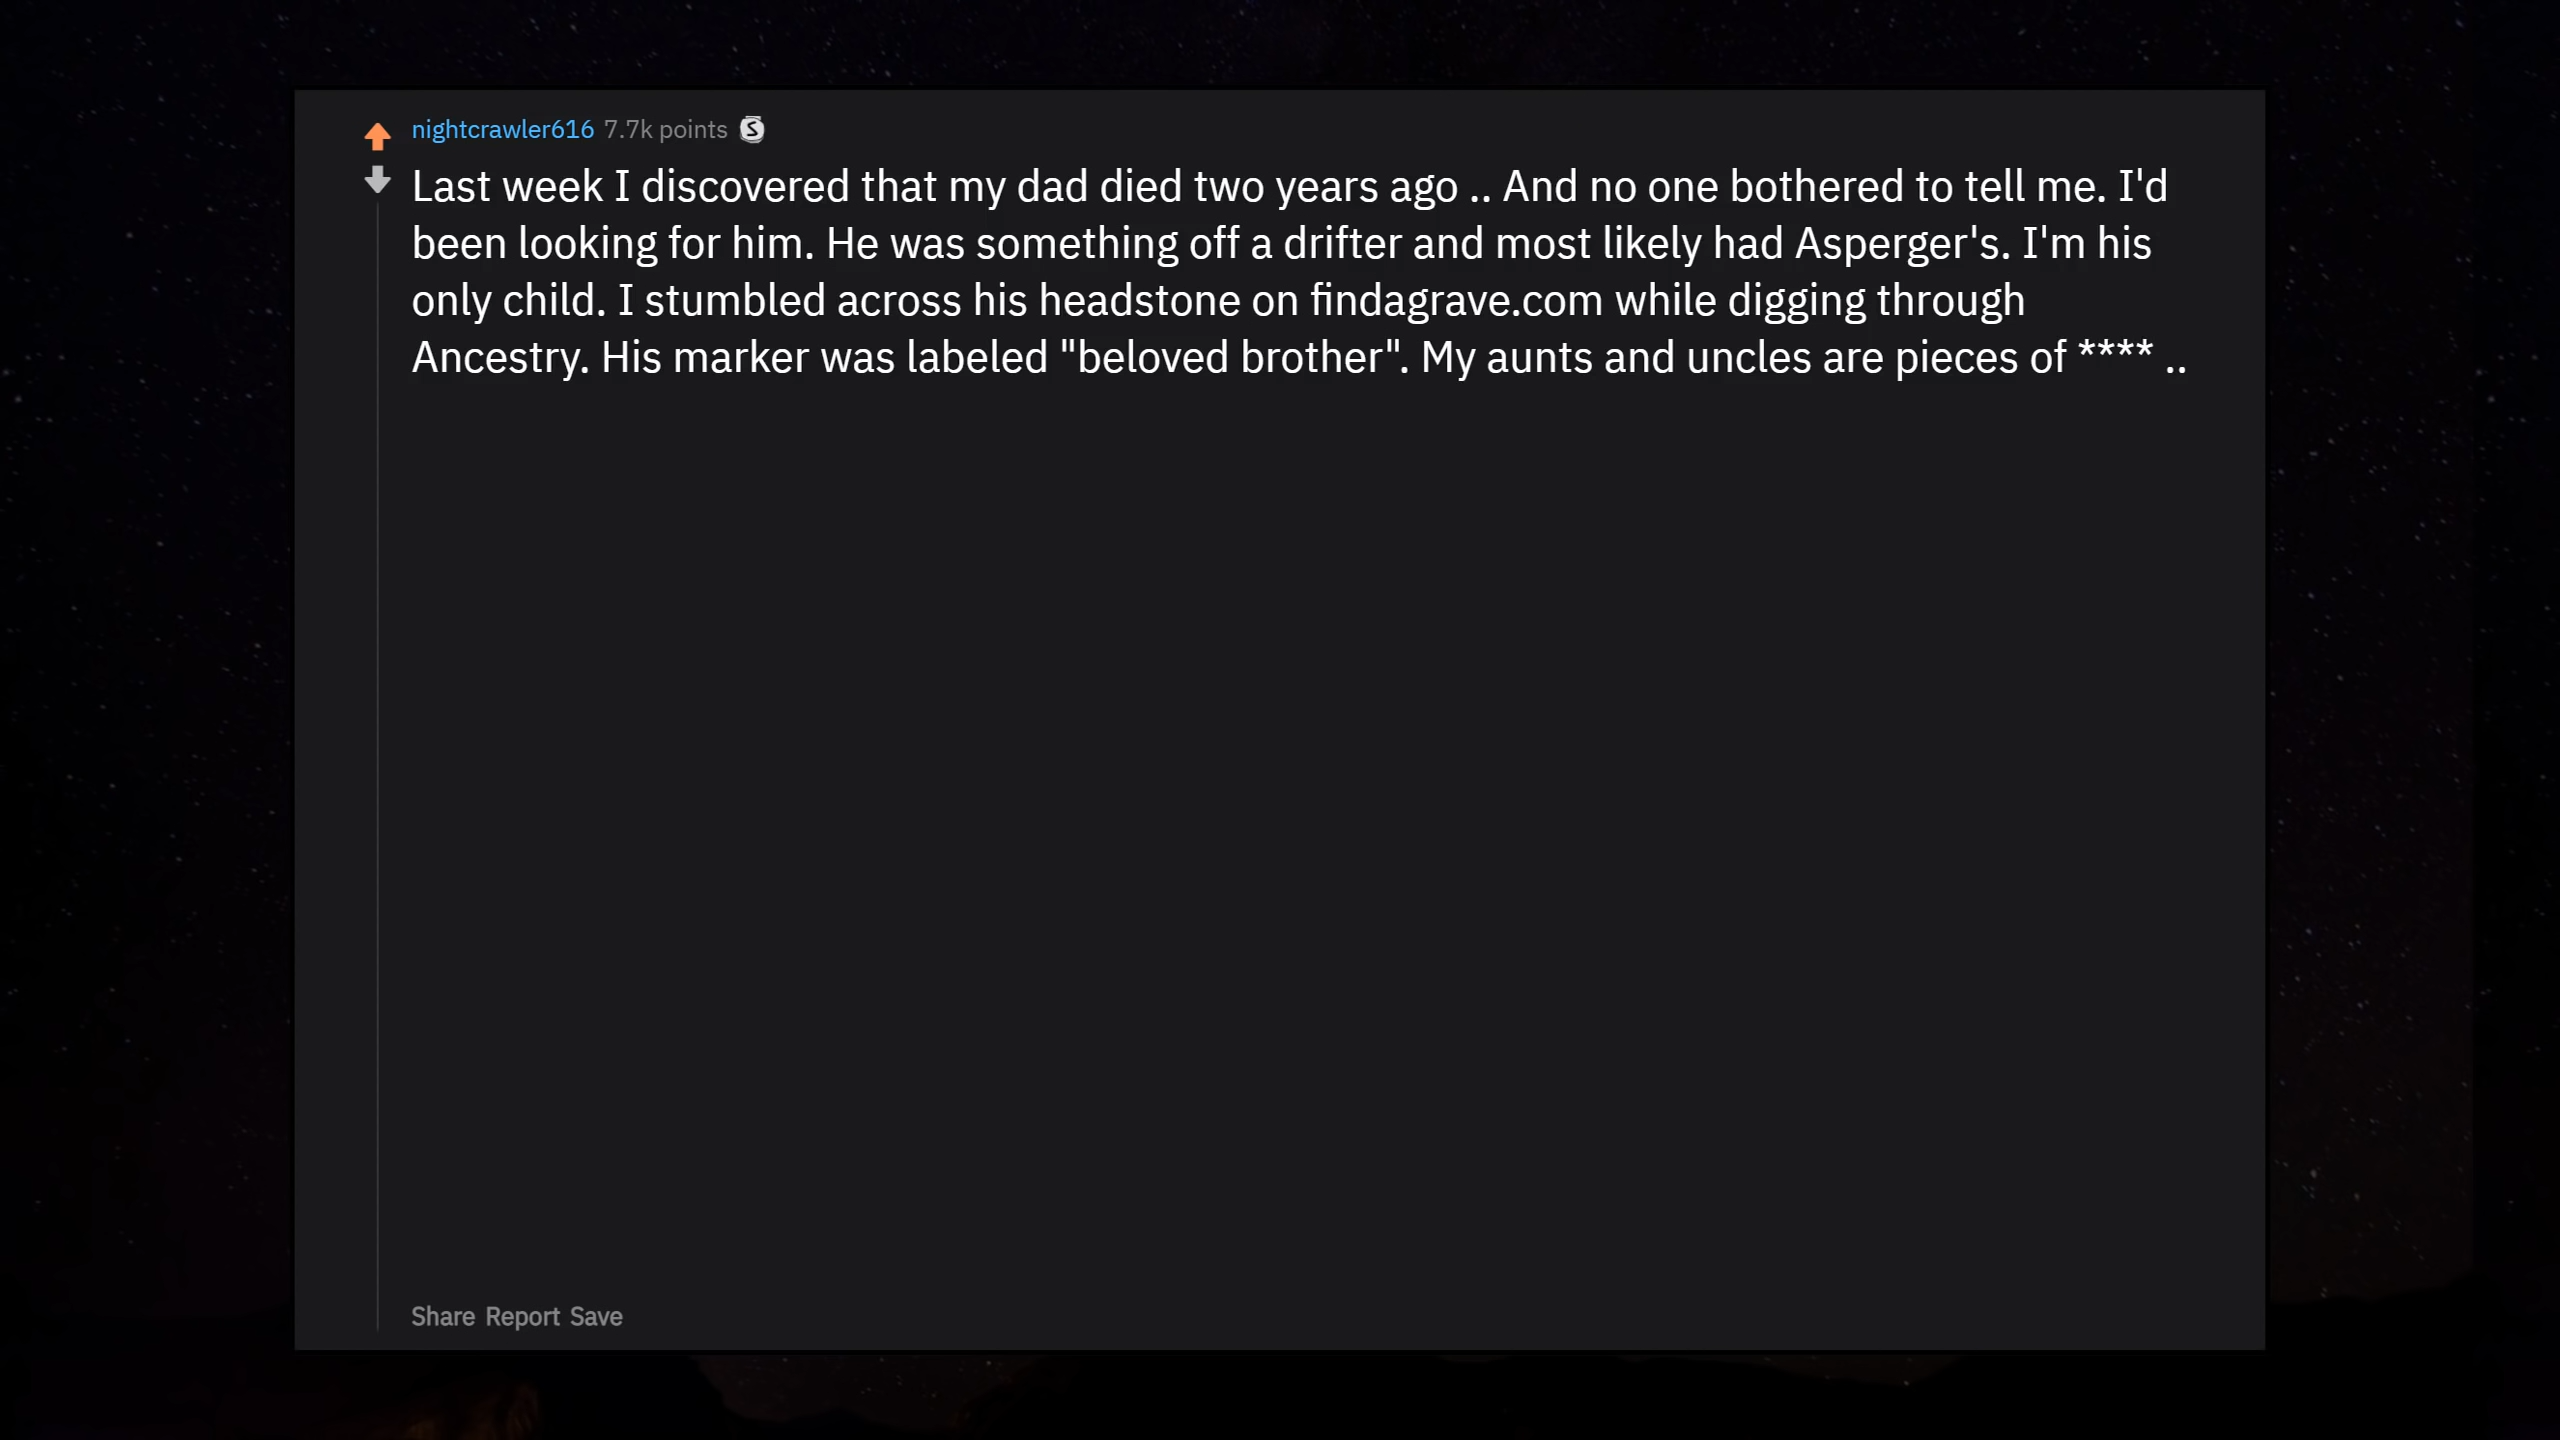 nightcrawler616 7.7k points
Last week I discovered that my dad died two years ago .. And no one bothered to tell me. I'd
been looking for him. He was something off a drifter and most likely had Asperger's. I'm his
only child. I stumbled across his headstone on findagrave.com while digging through
Ancestry. His marker was labeled "beloved brother". My aunts and uncles are pieces of **** ..
Share Report Save